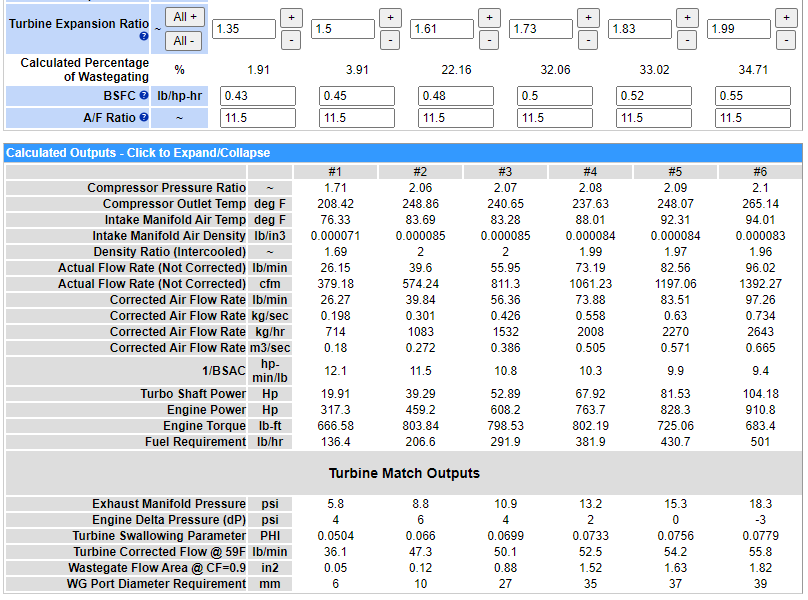 Turbine Expansion Ratio ~ All + All - 1.35 + - 1.5 + - 1.61 + - 1.73 + - 1.83 + - 1.99 + -
Calculated Percentage
of Wastegating % 1.91 3.91 22.16 32.06 33.02 34.71
BSFC ? lb/hp-hr 0.43 0.45 0.48 0.5 0.52 0.55
A/F Ratio ? ~ 11.5 11.5 11.5 11.5 11.5 11.5
Calculated Outputs - Click to Expand/Collapse
#1 #2 #3 #4 #5 #6
Compressor Pressure Ratio ~ 1.71 2.06 2.07 2.08 2.09 2.1
Compressor Outlet Temp deg F 208.42 248.86 240.65 237.63 248.07 265.14
Intake Manifold Air Temp deg F 76.33 83.69 83.28 88.01 92.31 94.01
Intake Manifold Air Density lb/in3 0.000071 0.000085 0.000085 0.000084 0.000084 0.000083
Density Ratio (Intercooled) ~ 1.69 2 2 1.99 1.97 1.96
Actual Flow Rate (Not Corrected) lb/min 26.15 39.6 55.95 73.19 82.56 96.02
Actual Flow Rate (Not Corrected) cfm 379.18 574.24 811.3 1061.23 1197.06 1392.27
Corrected Air Flow Rate lb/min 26.27 39.84 56.36 73.88 83.51 97.26
Corrected Air Flow Rate kg/sec 0.198 0.301 0.426 0.558 0.63 0.734
Corrected Air Flow Rate kg/hr 714 1083 1532 2008 2270 2643
Corrected Air Flow Rate m3/sec 0.18 0.272 0.386 0.505 0.571 0.665
1/BSAC hp-min/lb 12.1 11.5 10.8 10.3 9.9 9.4
Turbo Shaft Power Hp 19.91 39.29 52.89 67.92 81.53 104.18
Engine Power Hp 317.3 459.2 608.2 763.7 828.3 910.8
Engine Torque lb-ft 666.58 803.84 798.53 802.19 725.06 683.4
Fuel Requirement lb/hr 136.4 206.6 291.9 381.9 430.7 501
Turbine Match Outputs
Exhaust Manifold Pressure psi 5.8 8.8 10.9 13.2 15.3 18.3
Engine Delta Pressure (dP) psi 4 6 4 2 0 -3
Turbine Swallowing Parameter PHI 0.0504 0.066 0.0699 0.0733 0.0756 0.0779
Turbine Corrected Flow @ 59F lb/min 36.1 47.3 50.1 52.5 54.2 55.8
Wastegate Flow Area @ CF=0.9 in2 0.05 0.12 0.88 1.52 1.63 1.82
WG Port Diameter Requirement mm 6 10 27 35 37 39